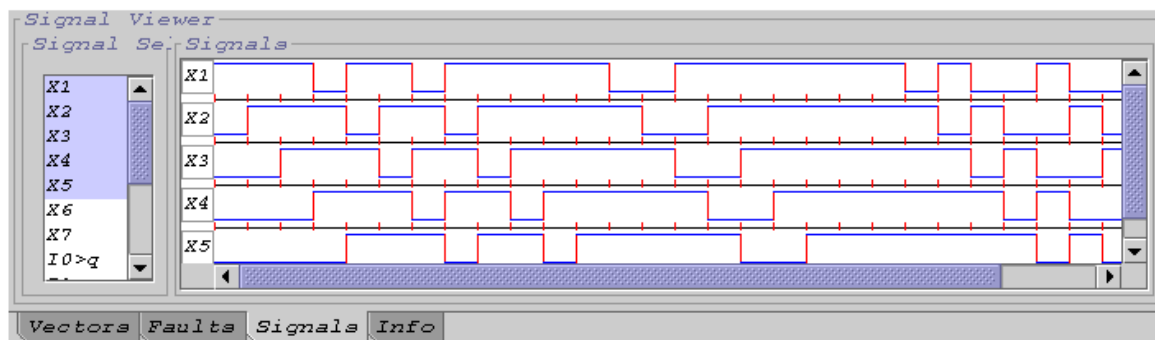 Signal Viewer
Signal Se
Signals
X1
X2
X3
X4
X5
X6
X7
I0>q
X1
X2
X3
X4
X5
Vectors Faults Signals Info